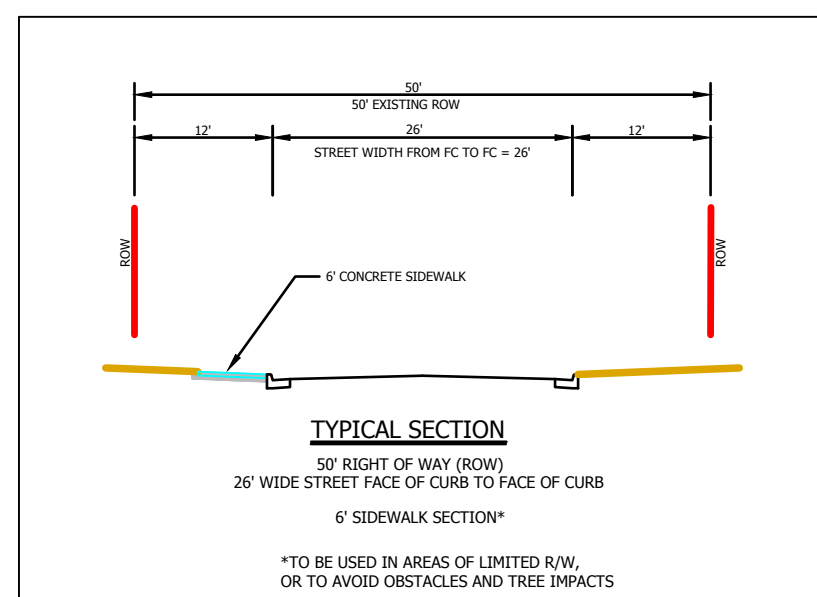 50'
50' EXISTING ROW
12'
26'
12'
STREET WIDTH FROM FC TO FC = 26'
ROW
ROW
6' CONCRETE SIDEWALK
TYPICAL SECTION
50' RIGHT OF WAY (ROW)
26' WIDE STREET FACE OF CURB TO FACE OF CURB
6' SIDEWALK SECTION*
*TO BE USED IN AREAS OF LIMITED R/W,
OR TO AVOID OBSTACLES AND TREE IMPACTS